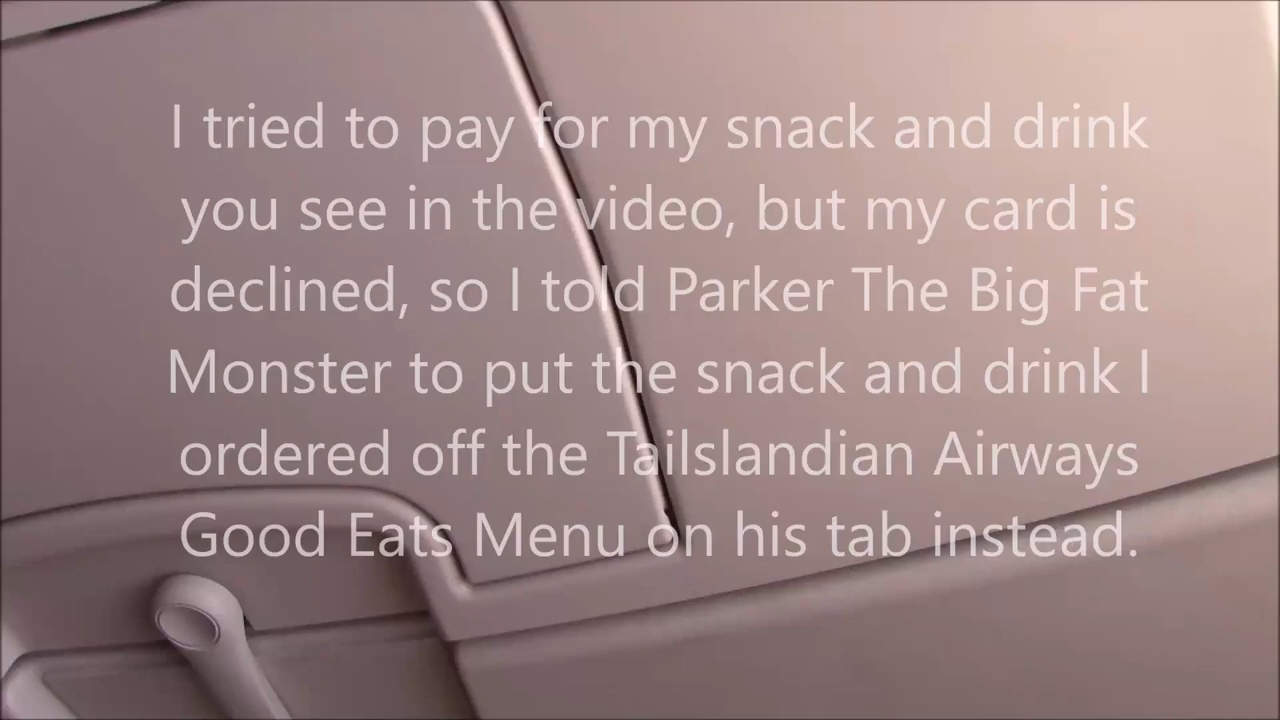 I tried to pay for my snack and drink
you see in the video, but my card is
declined, so I told Parker The Big Fat
Monster to put the snack and drink I
ordered off the Tailslandian Airways
Good Eats Menu on his tab instead.